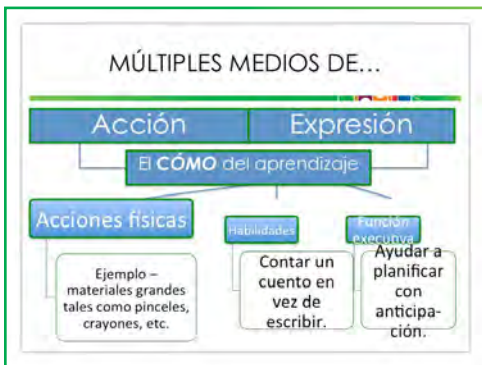 MÚLTIPLES MEDIOS DE...
Acción
Expresión
El CÓMO del aprendizaje
Acciones físicas
Ejemplo –
materiales grandes
tales como pinceles,
crayones, etc.
Habilidades
Contar un
cuento en
vez de
escribir.
Función
executiva
Ayudar a
planificar
con
anticipa-
ción.